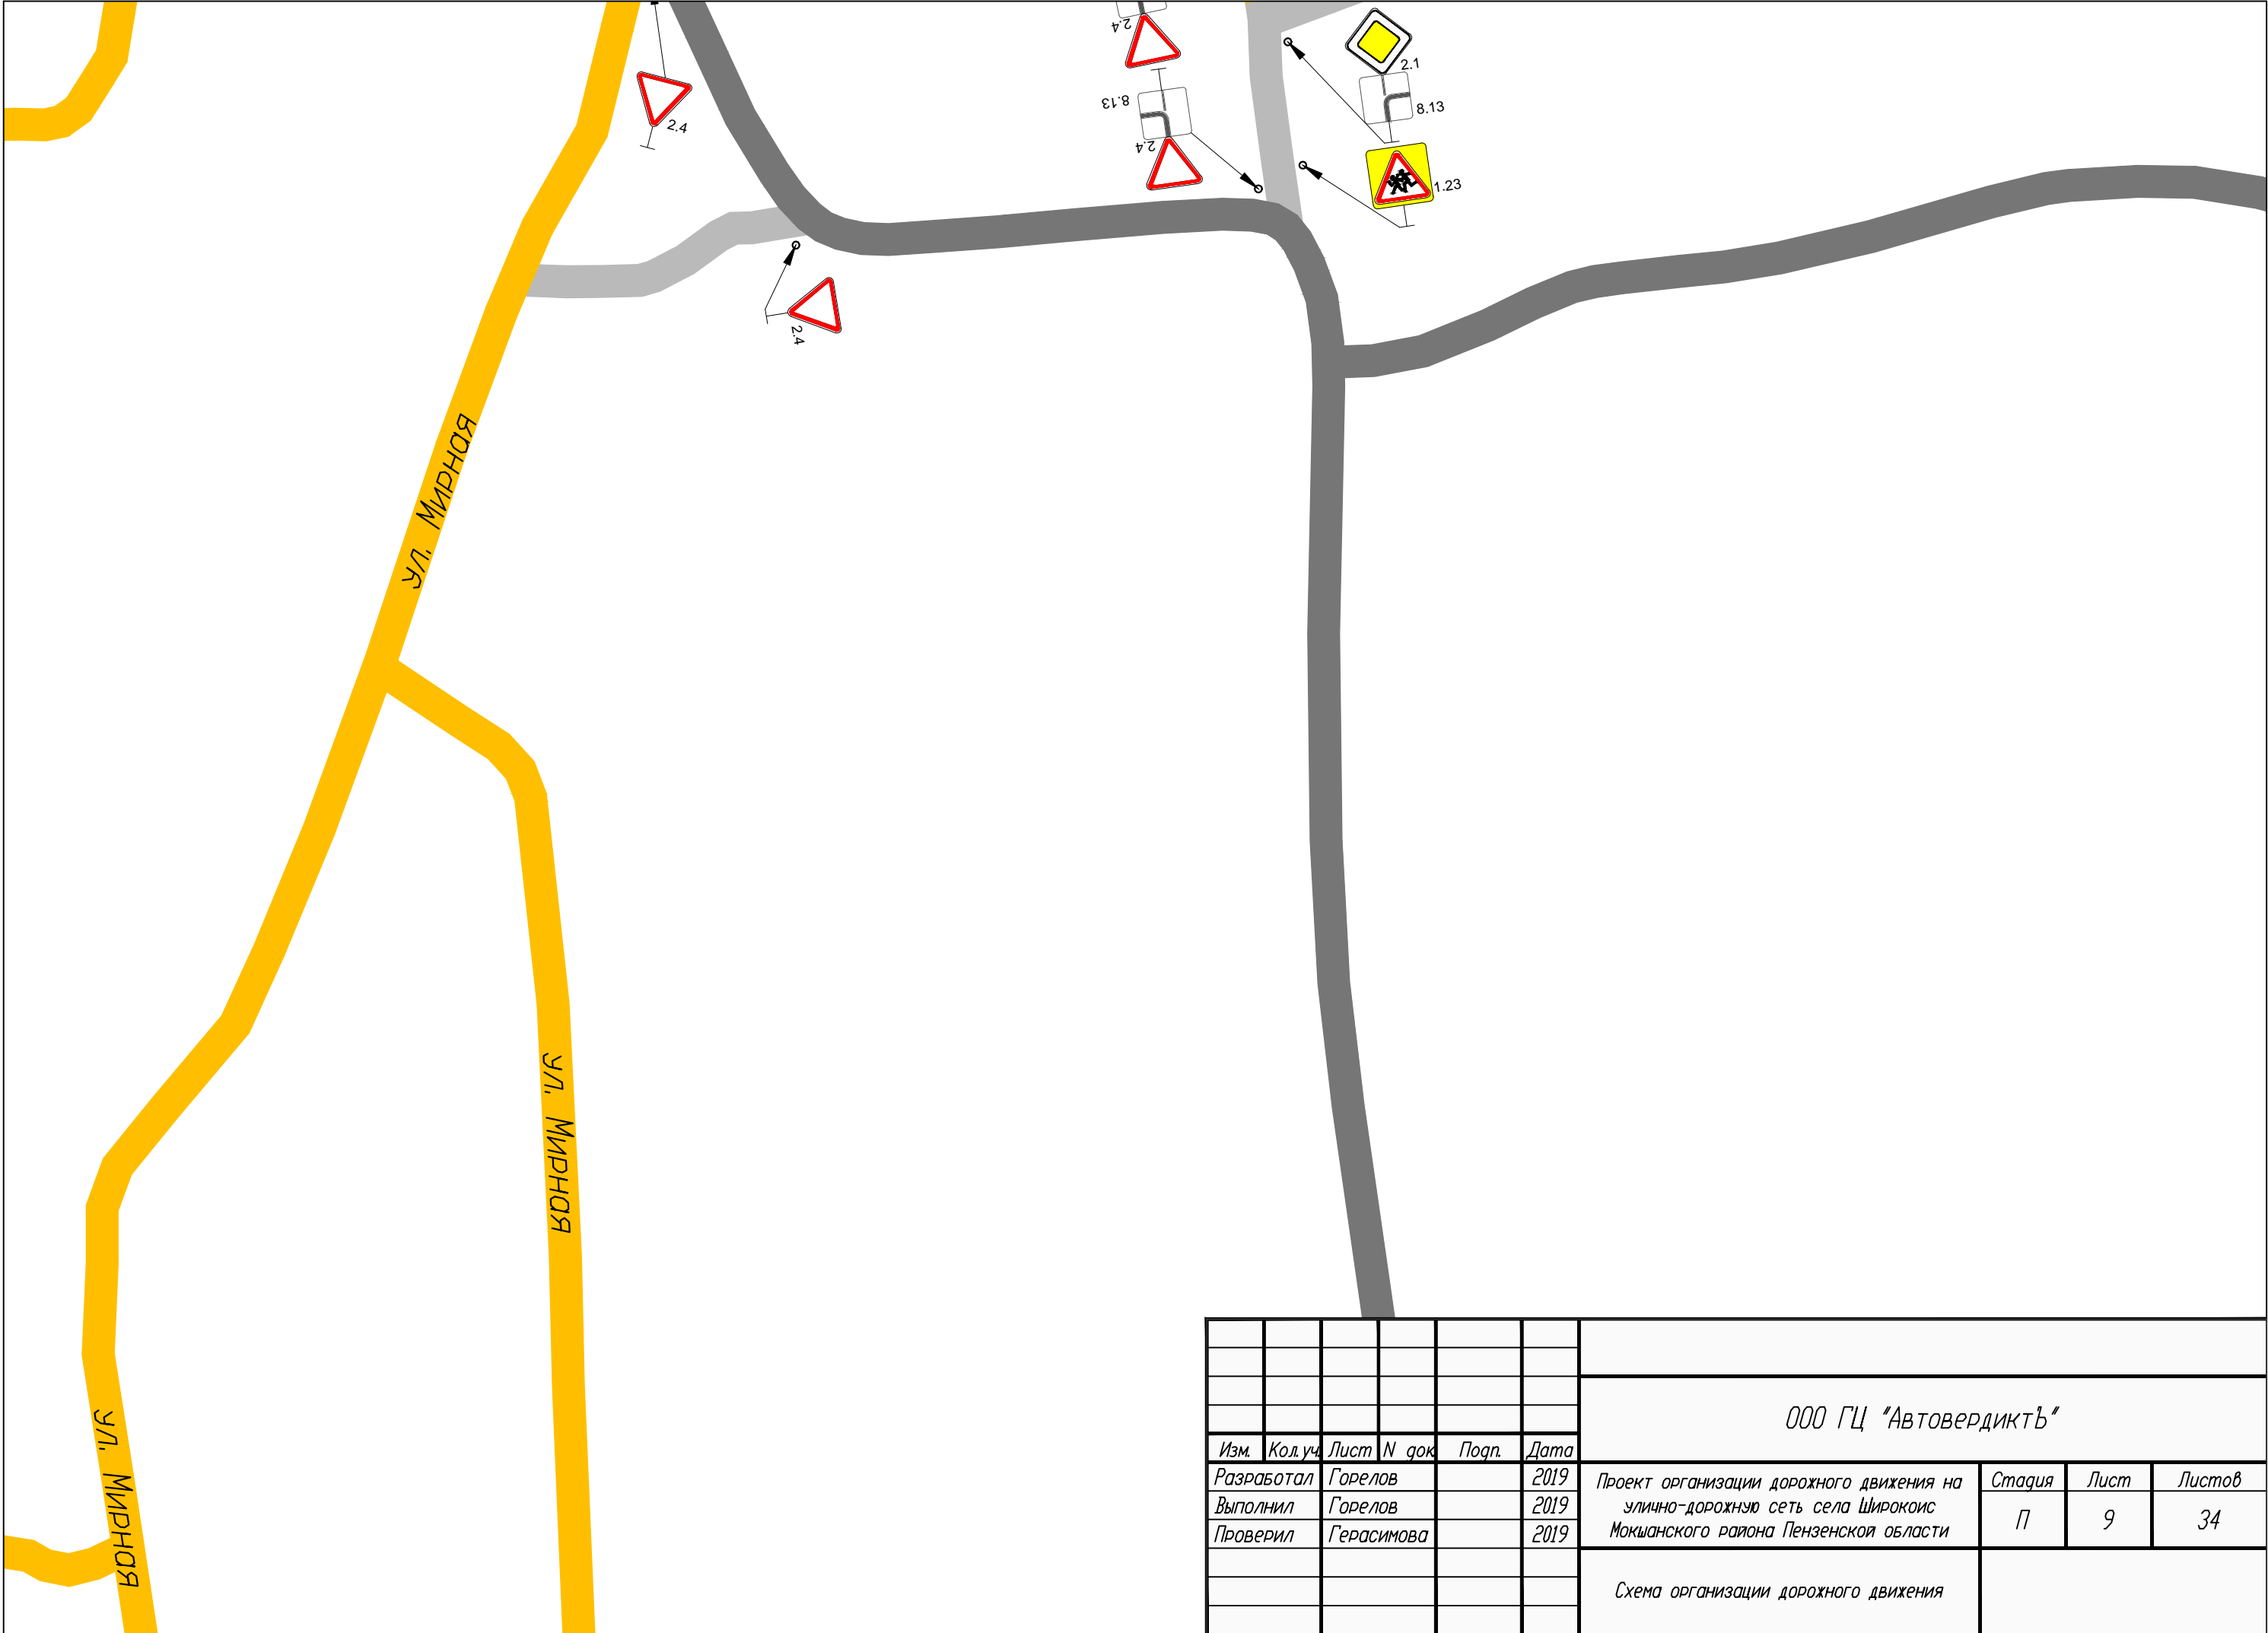 2.4
2.4
2.1
8.13
8.13
2.4
1.23
2.4
ул. Мирная
ул. Мирная
ул. Мирная
ООО ГЦ "АвтовердиктЪ"
Изм. Кол.уч. Лист N док Подп. Дата
Разработал Горелов 2019
Выполнил Горелов 2019
Проверил Герасимова 2019
Проект организации дорожного движения на
улично-дорожную сеть села Широкоис
Мокшанского района Пензенской области
Стадия Лист Листов
П 9 34
Схема организации дорожного движения